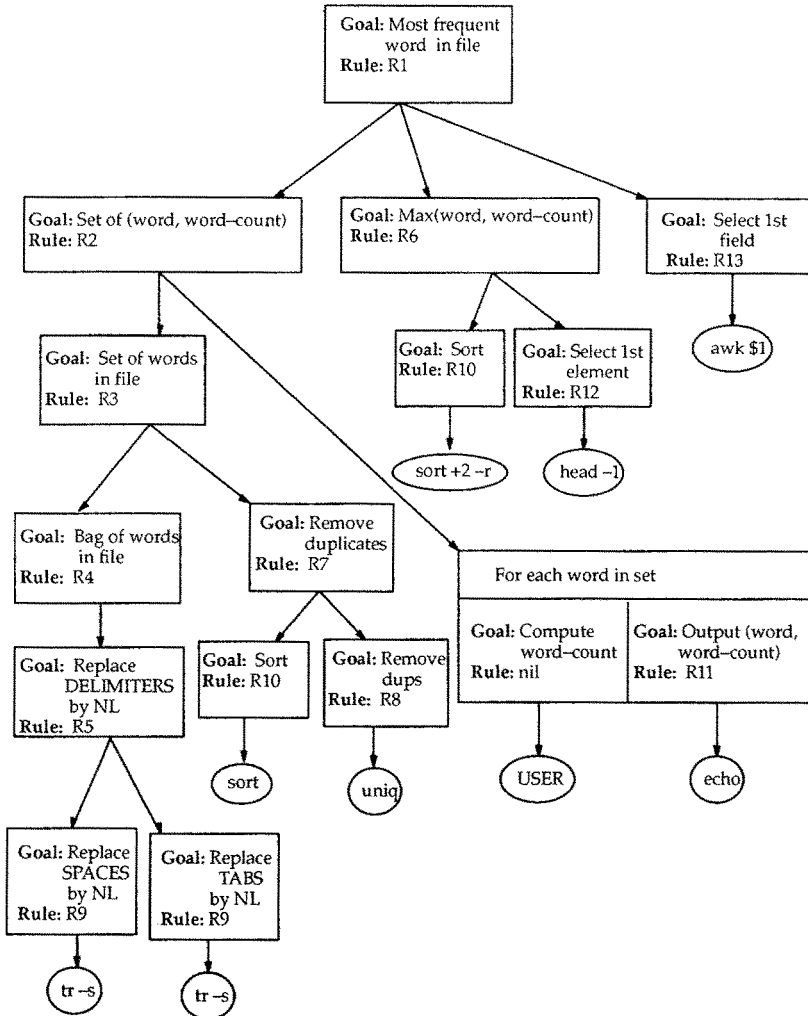 Goal: Most frequent
word in file
Rule: R1
Goal: Set of (word, word–count)
Rule: R2
Goal: Max(word, word–count)
Rule: R6
Goal: Select 1st
field
Rule: R13
awk $1
Goal: Set of words
in file
Rule: R3
Goal: Sort
Rule: R10
Goal: Select 1st
element
Rule: R12
sort +2 –r
head –1
Goal: Bag of words
in file
Rule: R4
Goal: Remove
duplicates
Rule: R7
For each word in set
Goal: Compute
word–count
Rule: nil
Goal: Output (word,
word–count)
Rule: R11
Goal: Replace
DELIMITERS
by NL
Rule: R5
Goal: Sort
Rule: R10
Goal: Remove
dups
Rule: R8
sort
uniq
USER
echo
Goal: Replace
SPACES
by NL
Rule: R9
Goal: Replace
TABS
by NL
Rule: R9
tr –s
tr –s